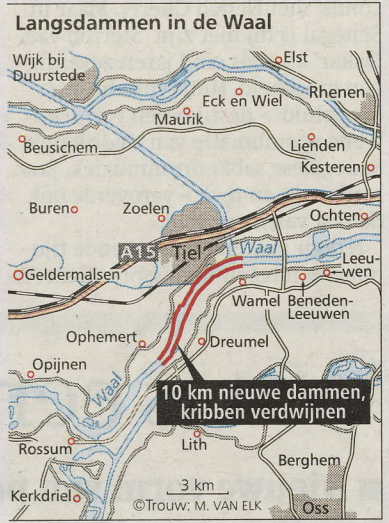 Langsdammen in de Waal
Elst
Wijk bij
Duurstede
Rhenen
Eck en Wiel
Maurik
Beusichem
Lienden
Kesteren
Buren
Zoelen
Ochten
A15
Tiel
Waal
Leeu-
wen
Geldermalsen
Wamel
Beneden-
Leeuwen
Ophemert
Dreumel
Opijnen
Waal
10 km nieuwe dammen,
kribben verdwijnen
Rossum
Lith
Berghem
3 km
Kerkdriel
Oss
©Trouw: M. VAN ELK